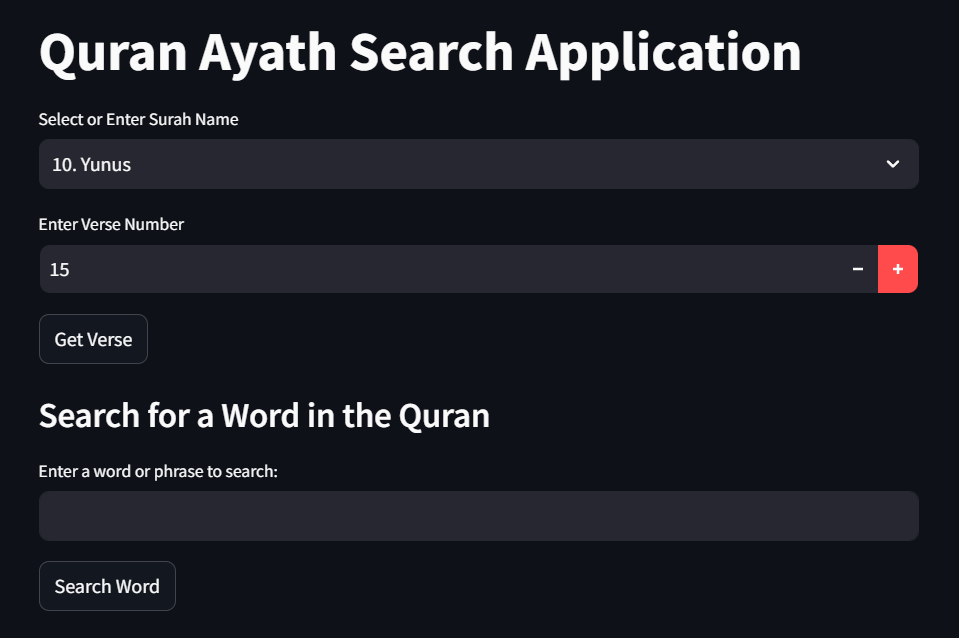 Quran Ayath Search Application
Select or Enter Surah Name
10. Yunus
Enter Verse Number
15
Get Verse
Search for a Word in the Quran
Enter a word or phrase to search:
Search Word